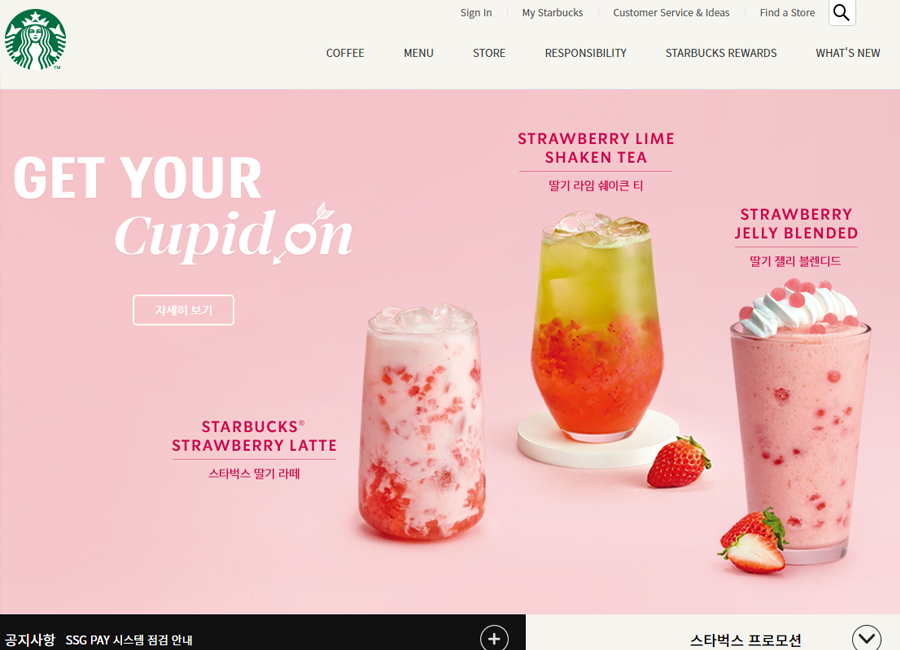 Sign In
My Starbucks
Customer Service & Ideas
Find a Store
COFFEE
MENU
STORE
RESPONSIBILITY
STARBUCKS REWARDS
WHAT'S NEW
TM
GET YOUR
Cupid on
자세히 보기
STRAWBERRY LIME
SHAKEN TEA
딸기 라임 쉐이큰 티
STRAWBERRY
JELLY BLENDED
딸기 젤리 블렌디드
STARBUCKS®
STRAWBERRY LATTE
스타벅스 딸기 라떼
공지사항 SSG PAY 시스템 점검 안내
스타벅스 프로모션